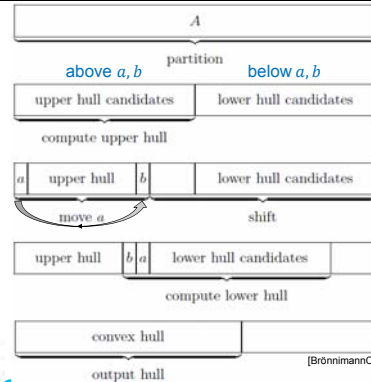 A
partition
above a, b below a, b
upper hull candidates lower hull candidates
compute upper hull
a upper hull b lower hull candidates
move a shift
upper hull b a lower hull candidates
compute lower hull
convex hull
[BrönnimannC
output hull